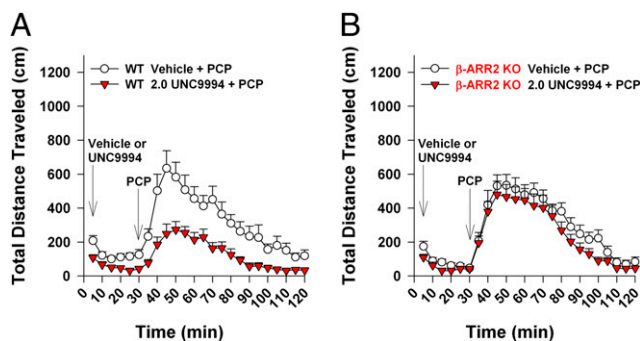 A
Total Distance Traveled (cm)
1200
1000
800
600
400
200
0
WT Vehicle + PCP
WT 2.0 UNC9994 + PCP
Vehicle or
UNC9994
PCP
0 10 20 30 40 50 60 70 80 90 100 110 120
Time (min)
B
Total Distance Traveled (cm)
1200
1000
800
600
400
200
0
β-ARR2 KO Vehicle + PCP
β-ARR2 KO 2.0 UNC9994 + PCP
Vehicle or
UNC9994
PCP
0 10 20 30 40 50 60 70 80 90 100 110 120
Time (min)